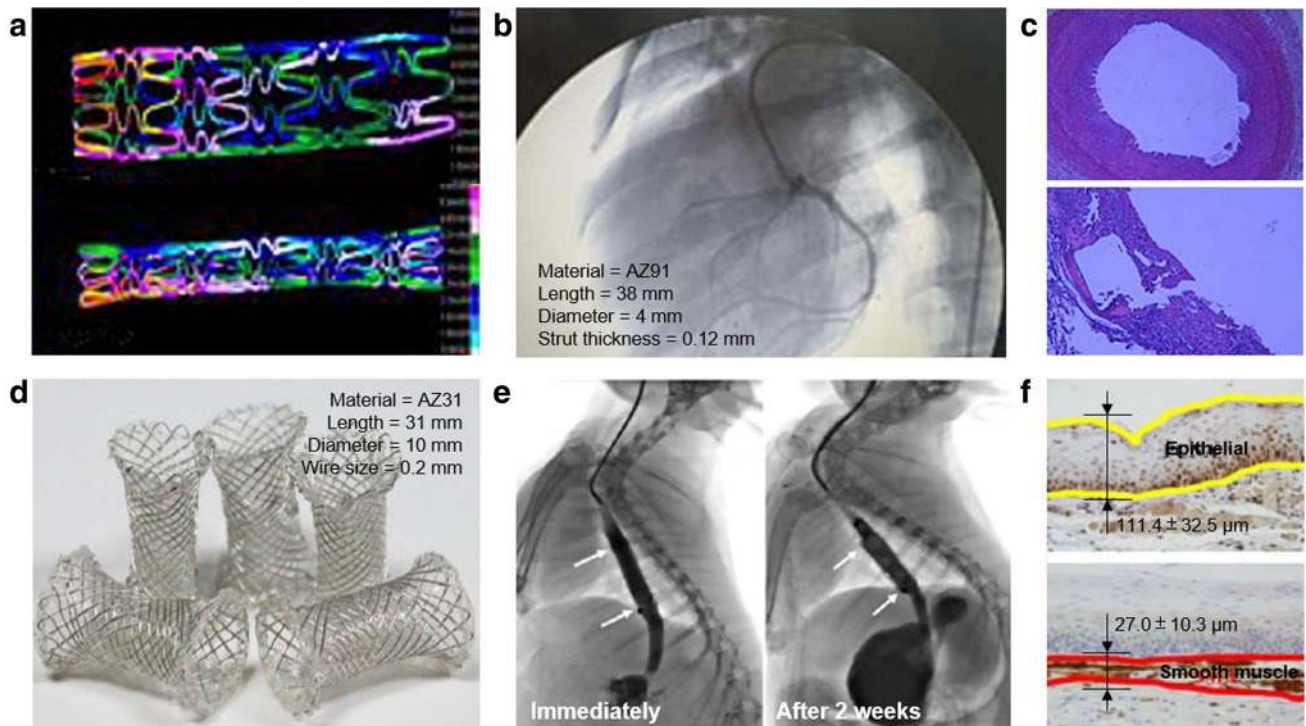 a
b
c
Material = AZ91
Length = 38 mm
Diameter = 4 mm
Strut thickness = 0.12 mm
d
Material = AZ31
Length = 31 mm
Diameter = 10 mm
Wire size = 0.2 mm
e
Immediately
After 2 weeks
f
Epithelial
111.4 ± 32.5 µm
27.0 ± 10.3 µm
Smooth muscle